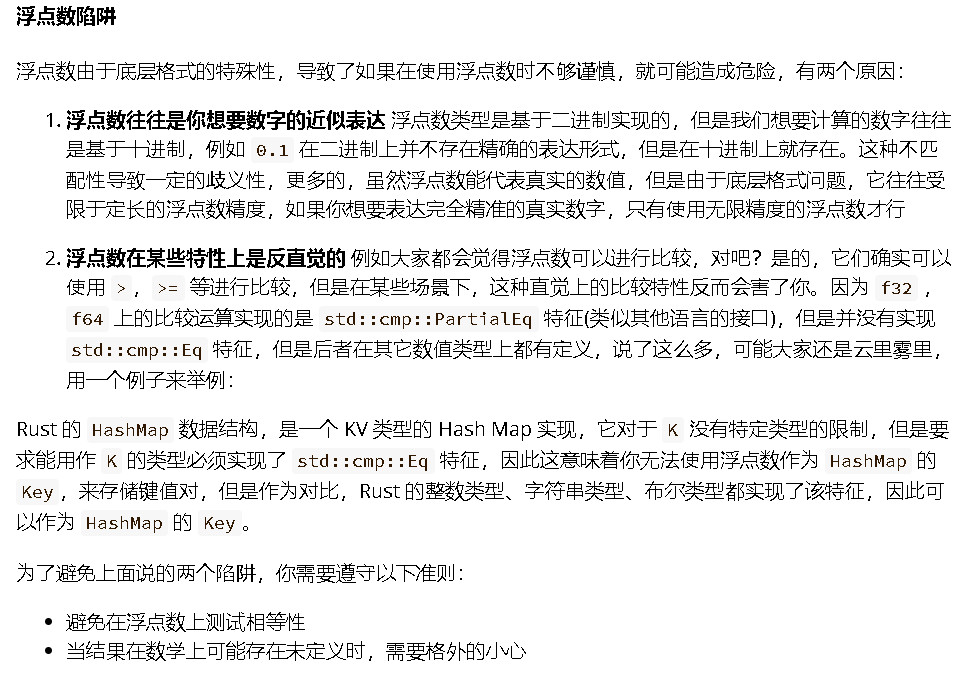 浮点数陷阱
浮点数由于底层格式的特殊性，导致了如果在使用浮点数时不够谨慎，就可能造成危险，有两个原因：
1. 浮点数往往是你想要数字的近似表达 浮点数类型是基于二进制实现的，但是我们想要计算的数字往往
是基于十进制，例如 0.1 在二进制上并不存在精确的表达形式，但是在十进制上就存在。这种不匹
配性导致一定的歧义性，更多的，虽然浮点数能代表真实的数值，但是由于底层格式问题，它往往受
限于定长的浮点数精度，如果你想要表达完全精准的真实数字，只有使用无限精度的浮点数才行
2. 浮点数在某些特性上是反直觉的 例如大家都会觉得浮点数可以进行比较，对吧？是的，它们确实可以
使用 > ， >= 等进行比较，但是在某些场景下，这种直觉上的比较特性反而会害了你。因为 f32 ，
f64 上的比较运算实现的是 std::cmp::PartialEq 特征(类似其他语言的接口)，但是并没有实现
std::cmp::Eq 特征，但是后者在其它数值类型上都有定义，说了这么多，可能大家还是云里雾里，
用一个例子来举例：
Rust 的 HashMap 数据结构，是一个 KV 类型的 Hash Map 实现，它对于 K 没有特定类型的限制，但是要
求能用作 K 的类型必须实现了 std::cmp::Eq 特征，因此这意味着你无法使用浮点数作为 HashMap 的
Key ，来存储键值对，但是作为对比，Rust 的整数类型、字符串类型、布尔类型都实现了该特征，因此可
以作为 HashMap 的 Key 。
为了避免上面说的两个陷阱，你需要遵守以下准则：
• 避免在浮点数上测试相等性
• 当结果在数学上可能存在未定义时，需要格外的小心